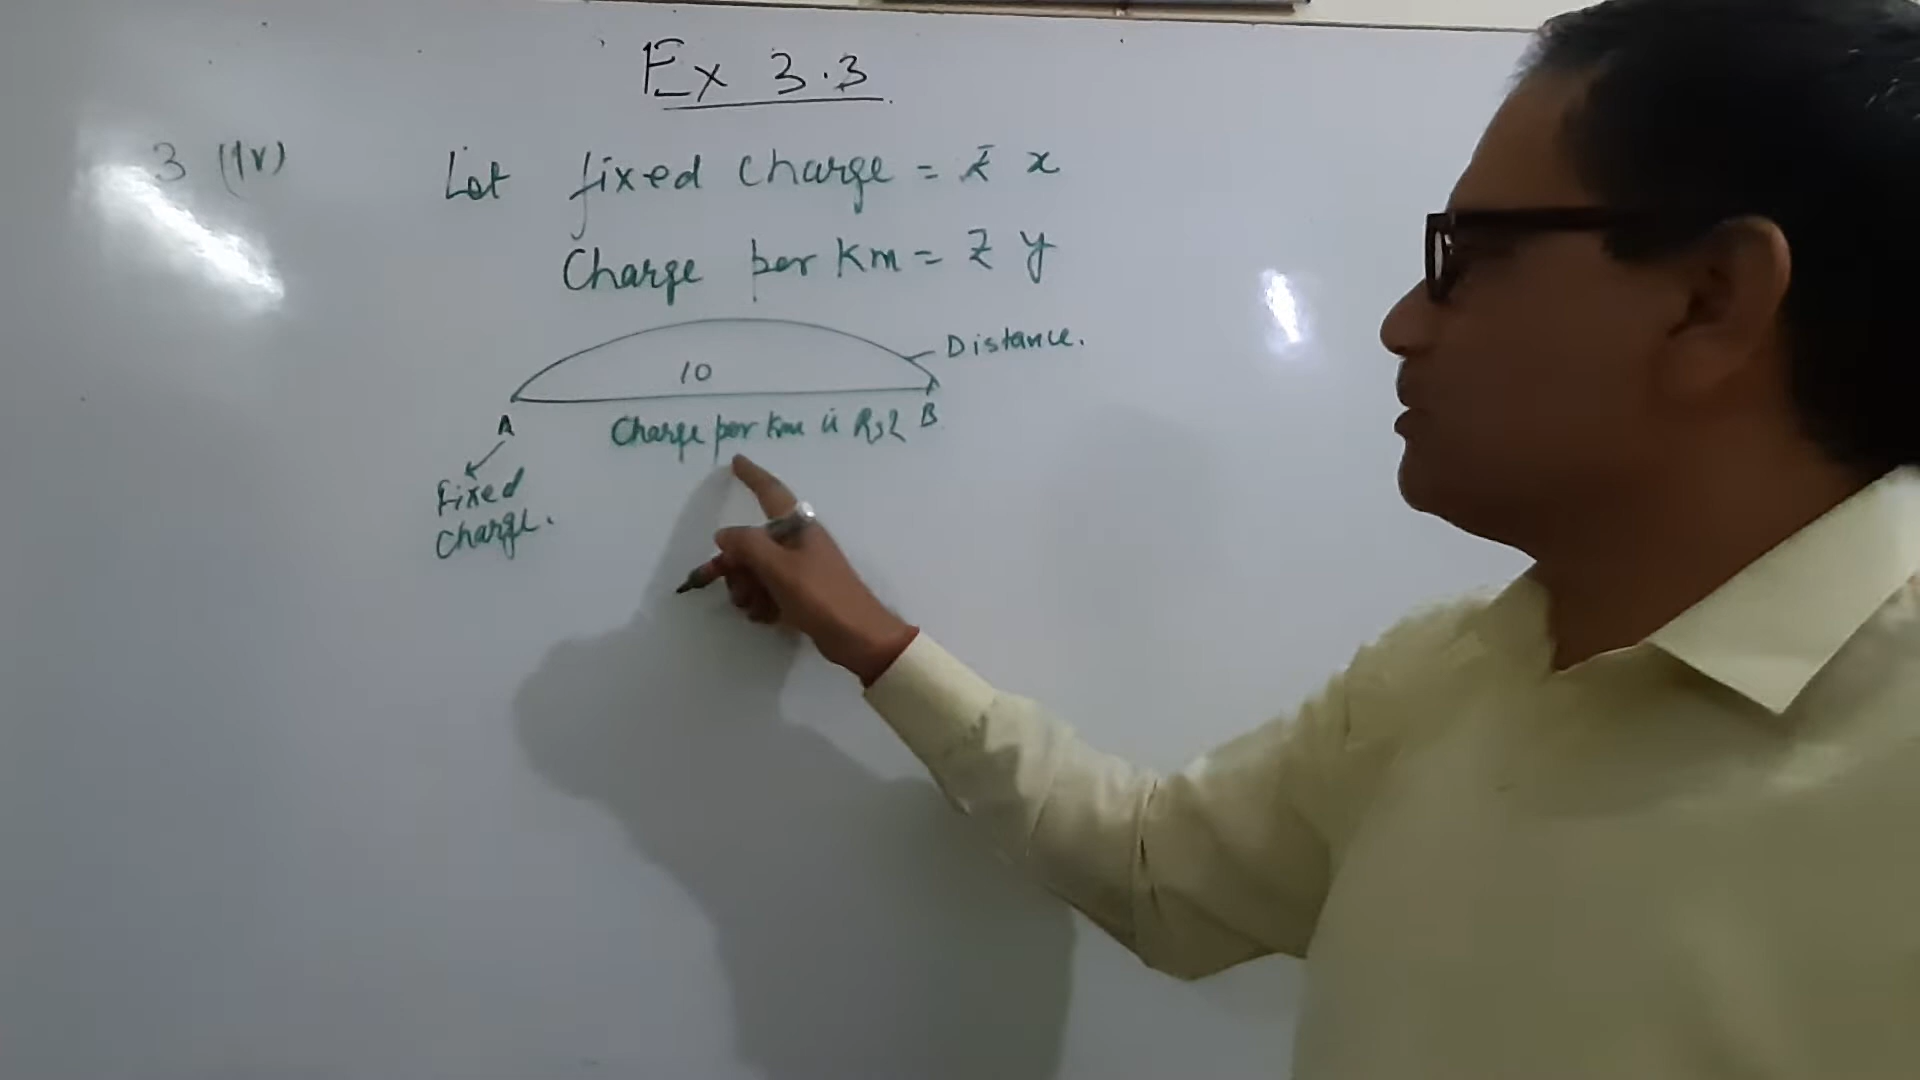 Ex 3.3
3 (iv)
Let fixed charge = ₹ x
Charge per km = ₹ y
Distance.
10
A
B
Charge per km is Rs 2
Fixed
charge.